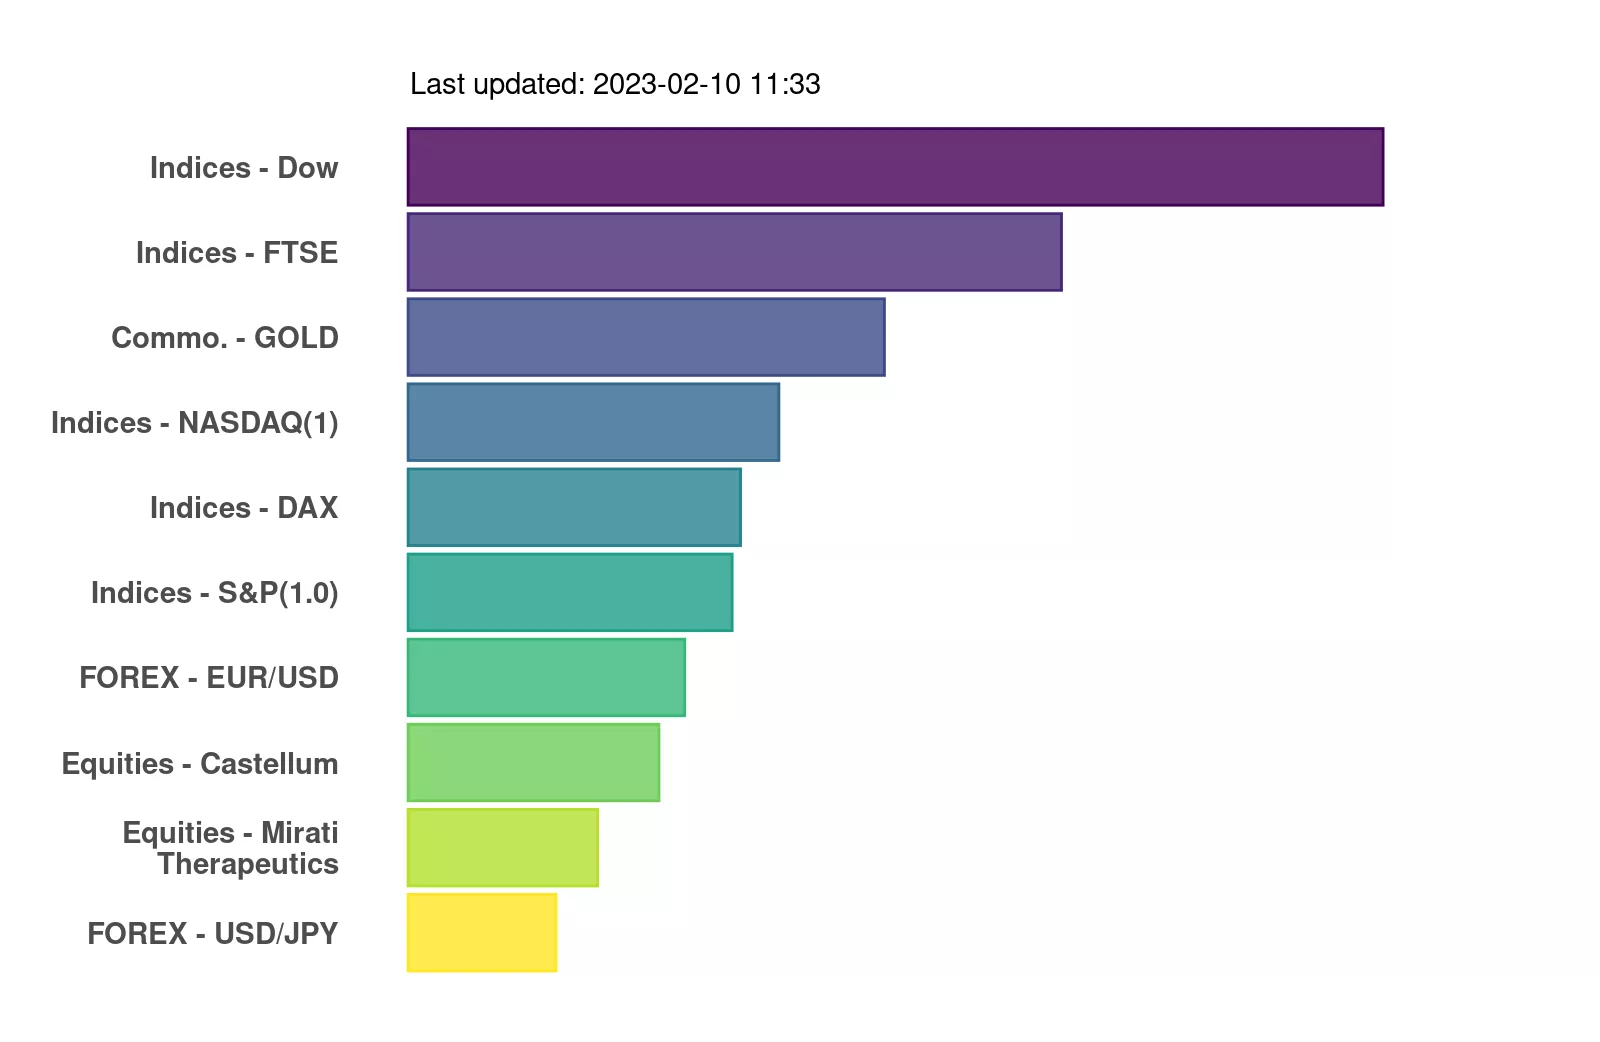 Last updated: 2023-02-10 11:33
Indices - Dow
Indices - FTSE
Commo. - GOLD
Indices - NASDAQ(1)
Indices - DAX
Indices - S&P(1.0)
FOREX - EUR/USD
Equities - Castellum
Equities - Mirati
Therapeutics
FOREX - USD/JPY